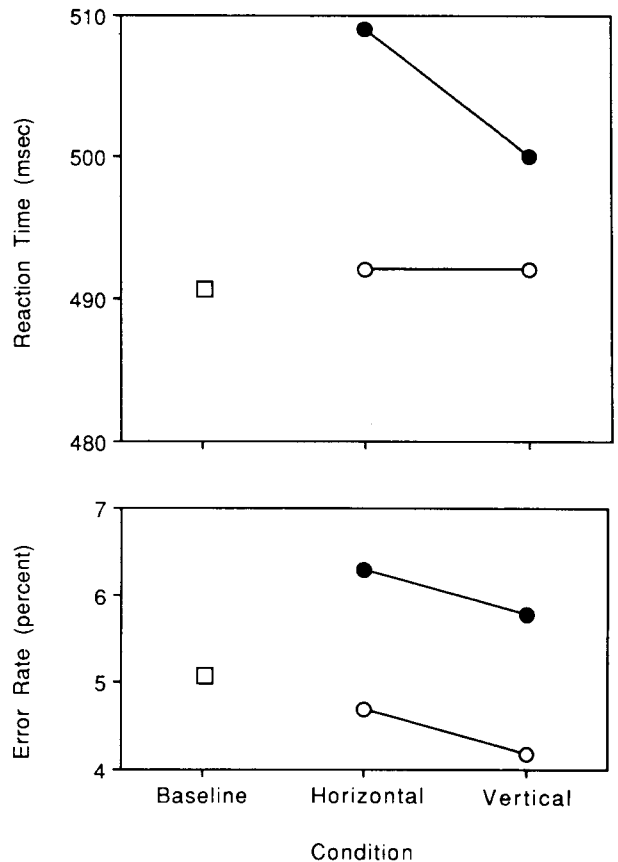 Reaction Time (msec)
510
500
490
480
Error Rate (percent)
7
6
5
4
Baseline Horizontal Vertical
Condition